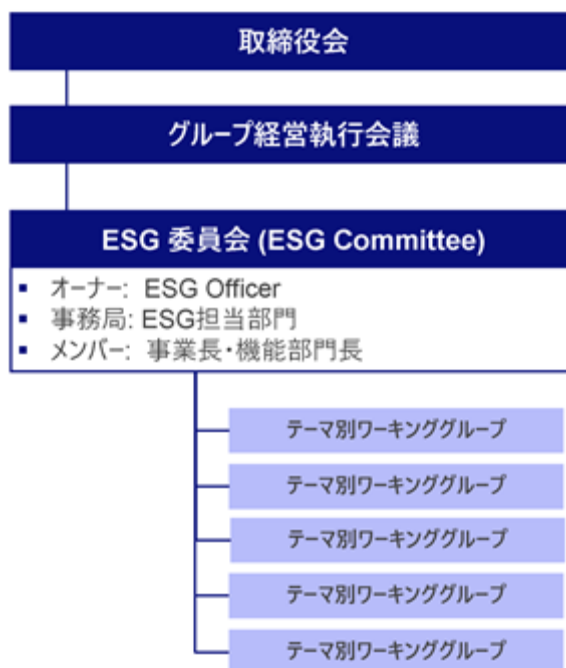 取締役会
グループ経営執行会議
ESG 委員会 (ESG Committee)
▪ オーナー: ESG Officer
▪ 事務局: ESG担当部門
▪ メンバー: 事業長・機能部門長
テーマ別ワーキンググループ
テーマ別ワーキンググループ
テーマ別ワーキンググループ
テーマ別ワーキンググループ
テーマ別ワーキンググループ